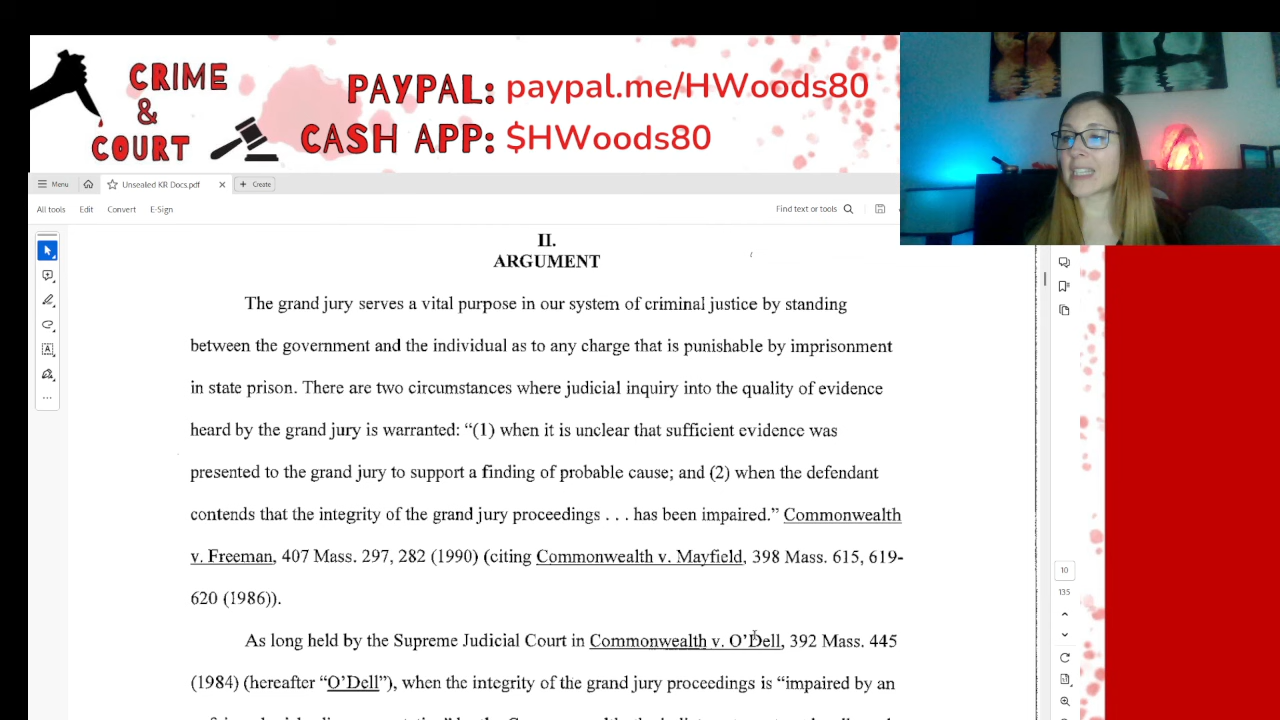 CRIME
&
COURT
PAYPAL: paypal.me/HWoods80
CASH APP: $HWoods80
Menu
Unsealed KR Docs.pdf
Create
All tools
Edit
Convert
E-Sign
Find text or tools
II.
ARGUMENT
The grand jury serves a vital purpose in our system of criminal justice by standing
between the government and the individual as to any charge that is punishable by imprisonment
in state prison. There are two circumstances where judicial inquiry into the quality of evidence
heard by the grand jury is warranted: “(1) when it is unclear that sufficient evidence was
presented to the grand jury to support a finding of probable cause; and (2) when the defendant
contends that the integrity of the grand jury proceedings . . . has been impaired.” Commonwealth
v. Freeman, 407 Mass. 297, 282 (1990) (citing Commonwealth v. Mayfield, 398 Mass. 615, 619-
620 (1986)).
As long held by the Supreme Judicial Court in Commonwealth v. O’Dell, 392 Mass. 445
(1984) (hereafter “O’Dell”), when the integrity of the grand jury proceedings is “impaired by an
10
135